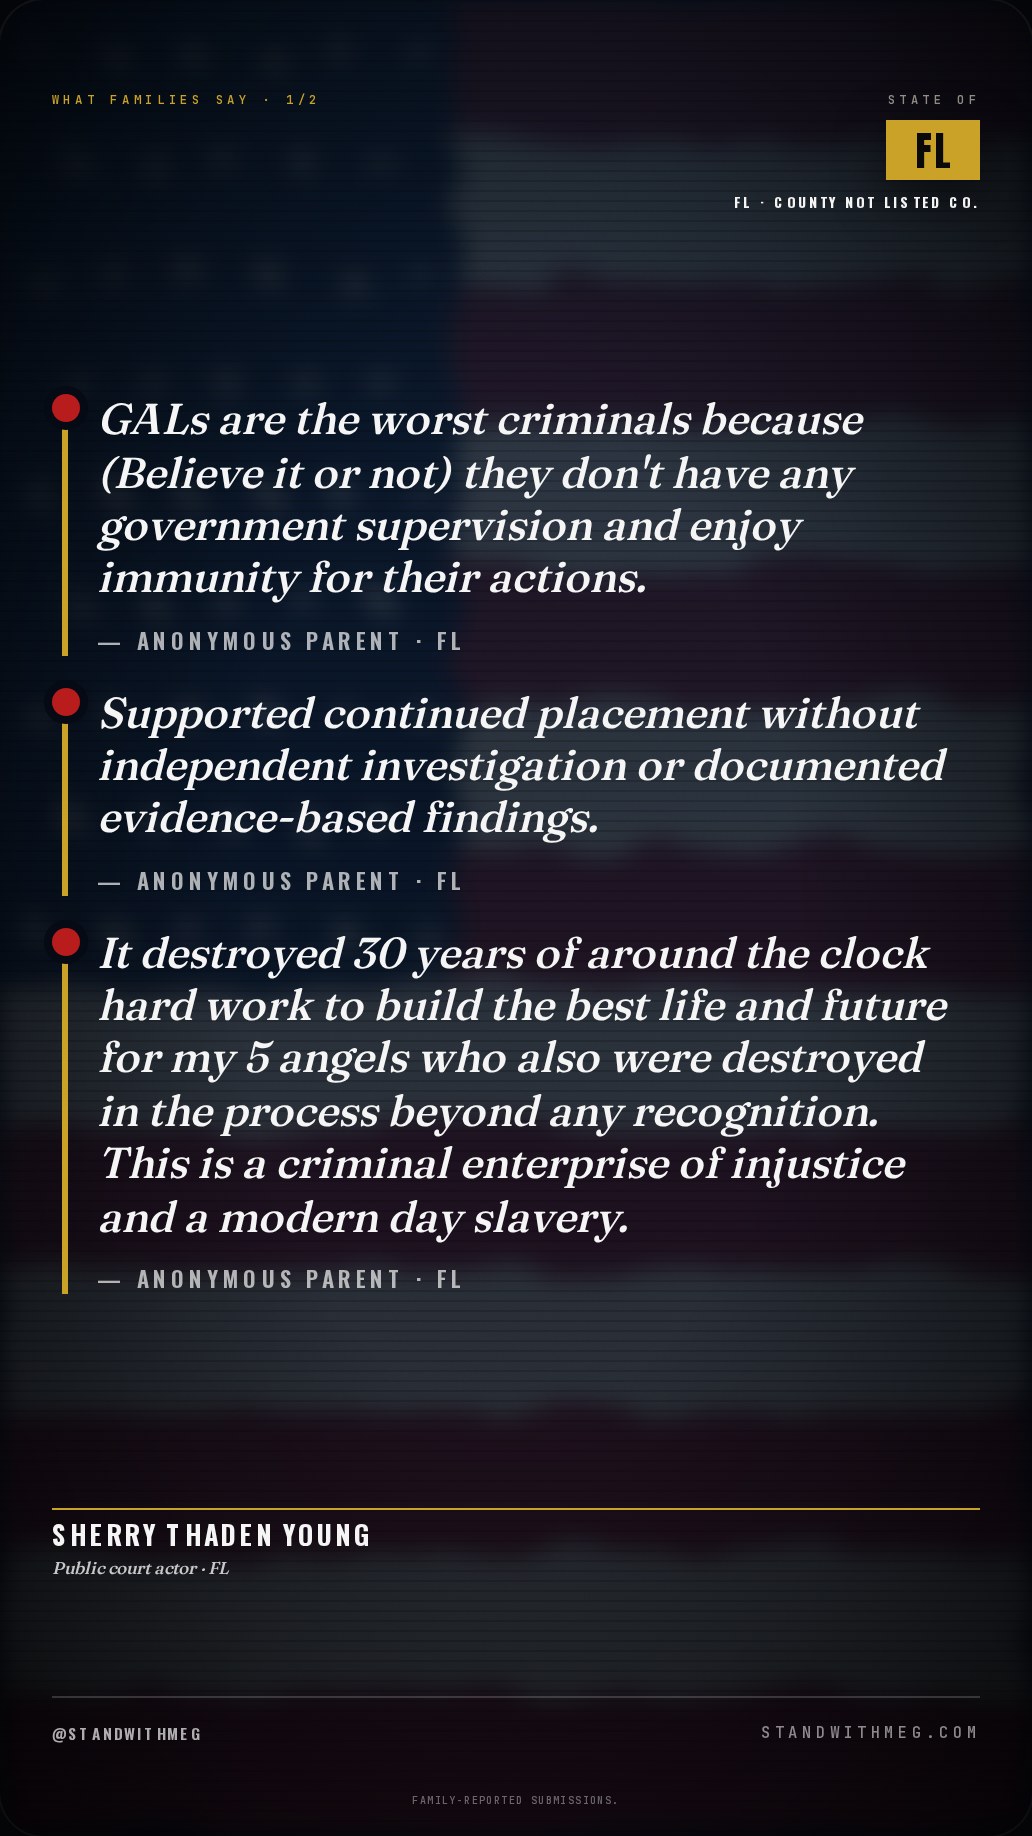 WHAT FAMILIES SAY · 1/2
STATE OF
FL
FL · COUNTY NOT LISTED CO.
GALs are the worst criminals because
(Believe it or not) they don't have any
government supervision and enjoy
immunity for their actions.
— ANONYMOUS PARENT · FL
Supported continued placement without
independent investigation or documented
evidence-based findings.
— ANONYMOUS PARENT · FL
It destroyed 30 years of around the clock
hard work to build the best life and future
for my 5 angels who also were destroyed
in the process beyond any recognition.
This is a criminal enterprise of injustice
and a modern day slavery.
— ANONYMOUS PARENT · FL
SHERRY THADEN YOUNG
Public court actor · FL
@STANDWITHMEG
STANDWITHMEG.COM
FAMILY-REPORTED SUBMISSIONS.